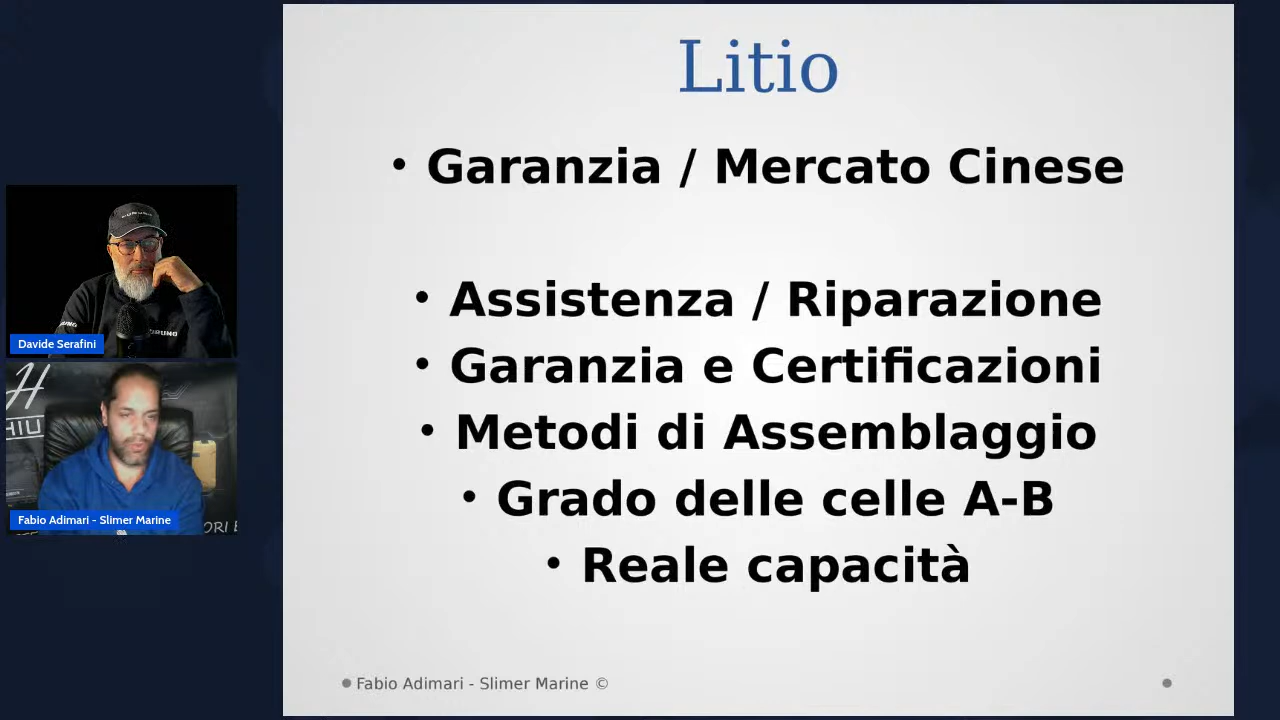 Litio
• Garanzia / Mercato Cinese
• Assistenza / Riparazione
• Garanzia e Certificazioni
• Metodi di Assemblaggio
• Grado delle celle A-B
• Reale capacità
Fabio Adimari - Slimer Marine ©
Davide Serafini
Fabio Adimari - Slimer Marine